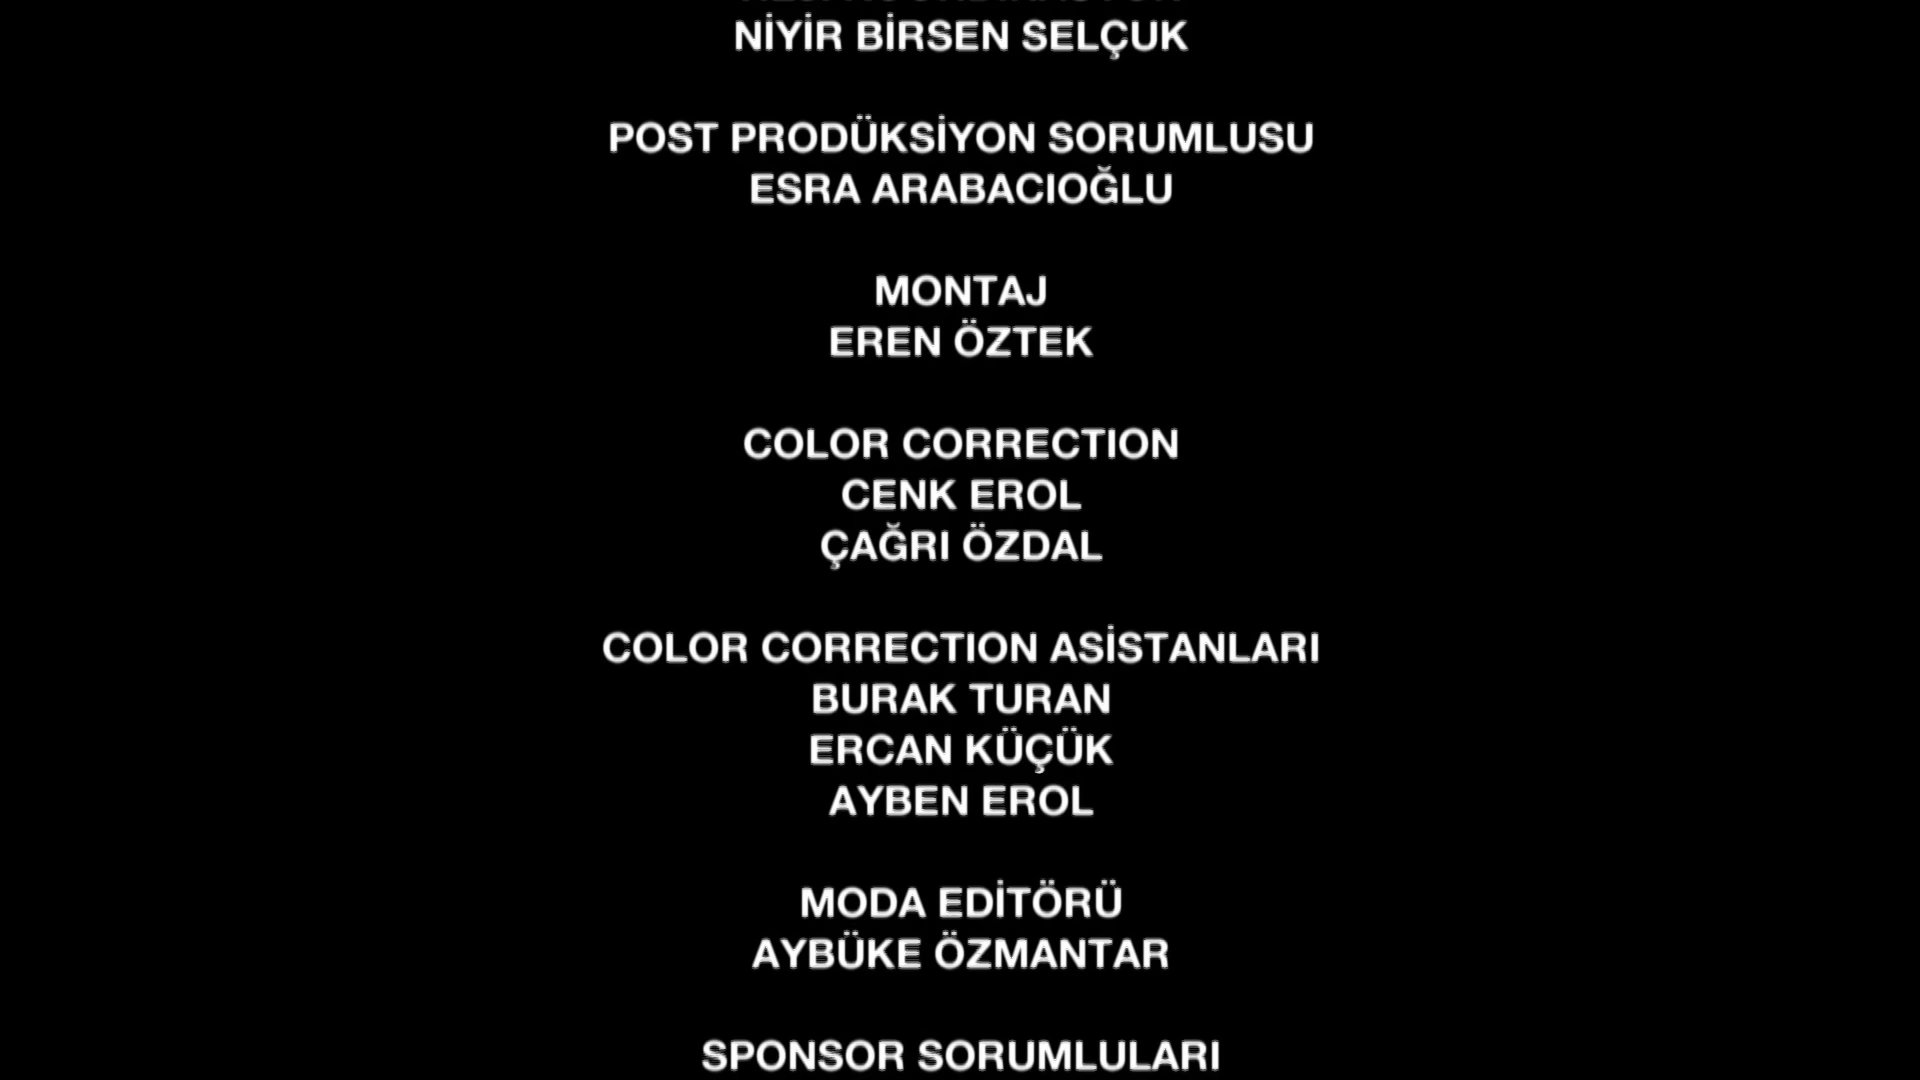 NİYİR BİRSEN SELÇUK
POST PRODÜKSİYON SORUMLUSU
ESRA ARABACIOĞLU
MONTAJ
EREN ÖZTEK
COLOR CORRECTION
CENK EROL
ÇAĞRI ÖZDAL
COLOR CORRECTION ASİSTANLARI
BURAK TURAN
ERCAN KÜÇÜK
AYBEN EROL
MODA EDİTÖRÜ
AYBÜKE ÖZMANTAR
SPONSOR SORUMLULARI